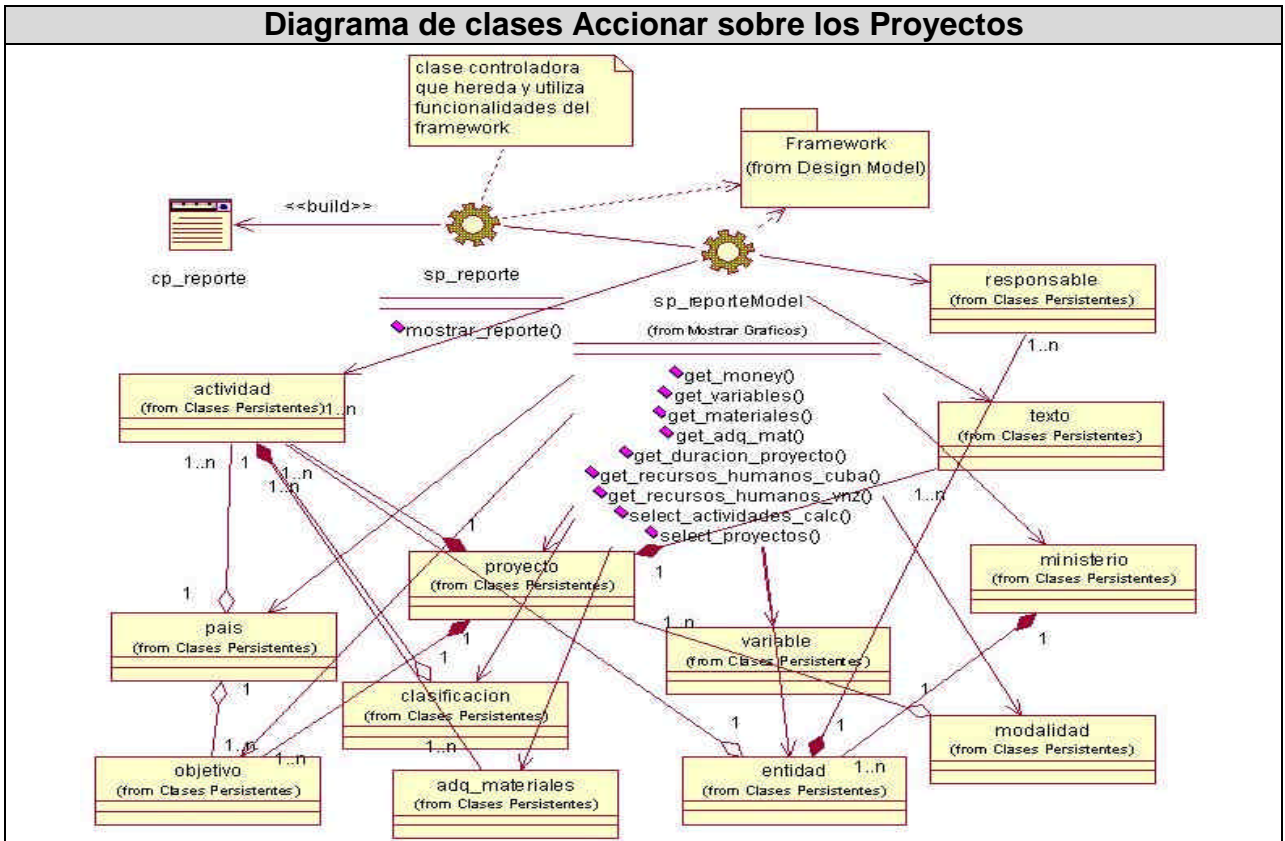 Diagrama de clases Accionar sobre los Proyectos
clase controladora
que hereda y utiliza
funcionalidades del
framework
Framework
(from Design Model)
<<build>>
cp_reporte
sp_reporte
mostrar_reporte()
sp_reporteModel
(from Mostrar Graficos)
get_money()
get_variables()
get_materiales()
get_adq_mat()
get_duracion_proyecto()
get_recursos_humanos_cuba()
get_recursos_humanos_vnz()
select_actividades_calc()
select_proyectos()
responsable
(from Clases Persistentes)
1..n
actividad
(from Clases Persistentes)
1..n
texto
(from Clases Persistentes)
1..n
1..n
1
1..n
1..n
1
proyecto
(from Clases Persistentes)
1
ministerio
(from Clases Persistentes)
1
1
pais
(from Clases Persistentes)
1
1
1..n
variable
(from Clases Persistentes)
1
clasificacion
(from Clases Persistentes)
1
modalidad
(from Clases Persistentes)
1..n
1..n
objetivo
(from Clases Persistentes)
1..n
adq_materiales
(from Clases Persistentes)
1
1
entidad
(from Clases Persistentes)
1..n